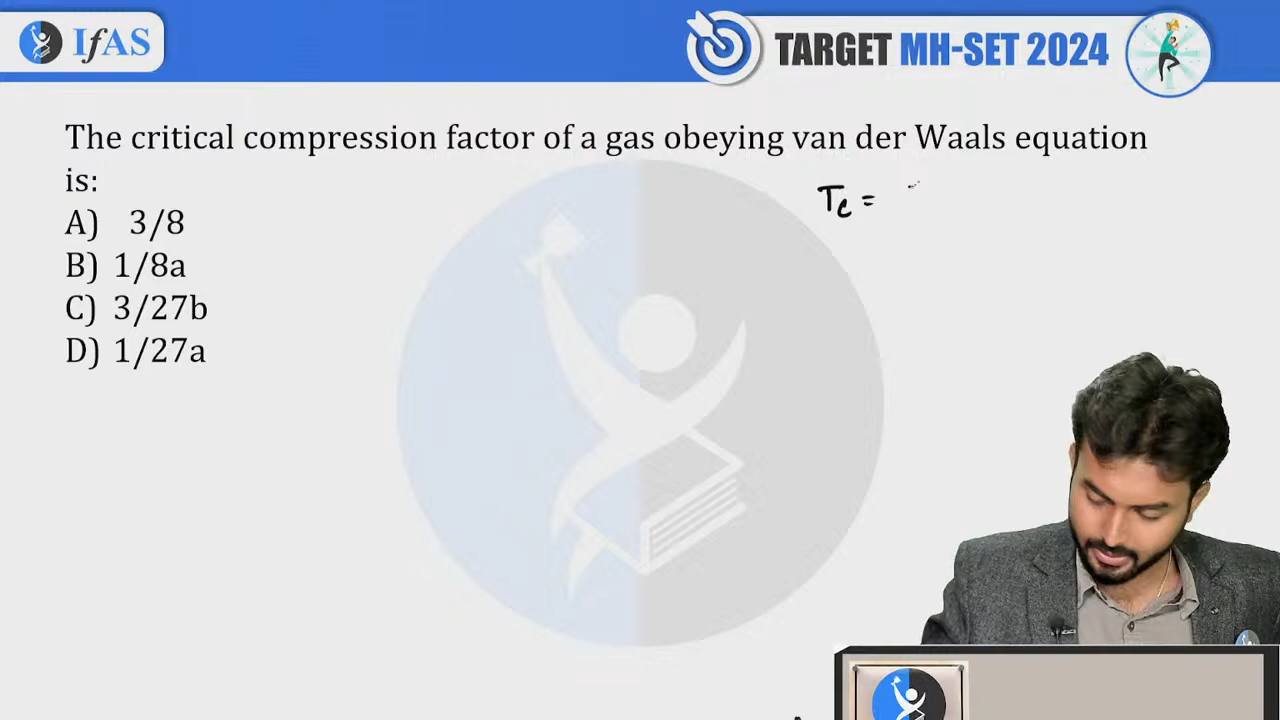 IfAS
TARGET MH-SET 2024
The critical compression factor of a gas obeying van der Waals equation
is:
T_c =
A) 3/8
B) 1/8a
C) 3/27b
D) 1/27a